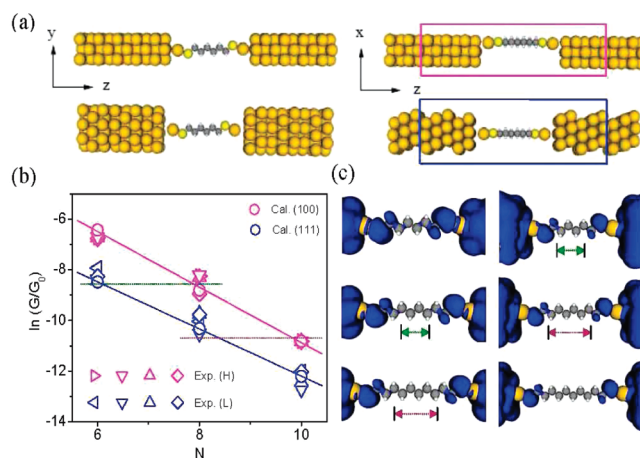 (a)
y
z
x
z
(b)
ln (G/G0)
-6
-8
-10
-12
-14
Cal. (100)
Cal. (111)
Exp. (H)
Exp. (L)
6
8
10
N
(c)